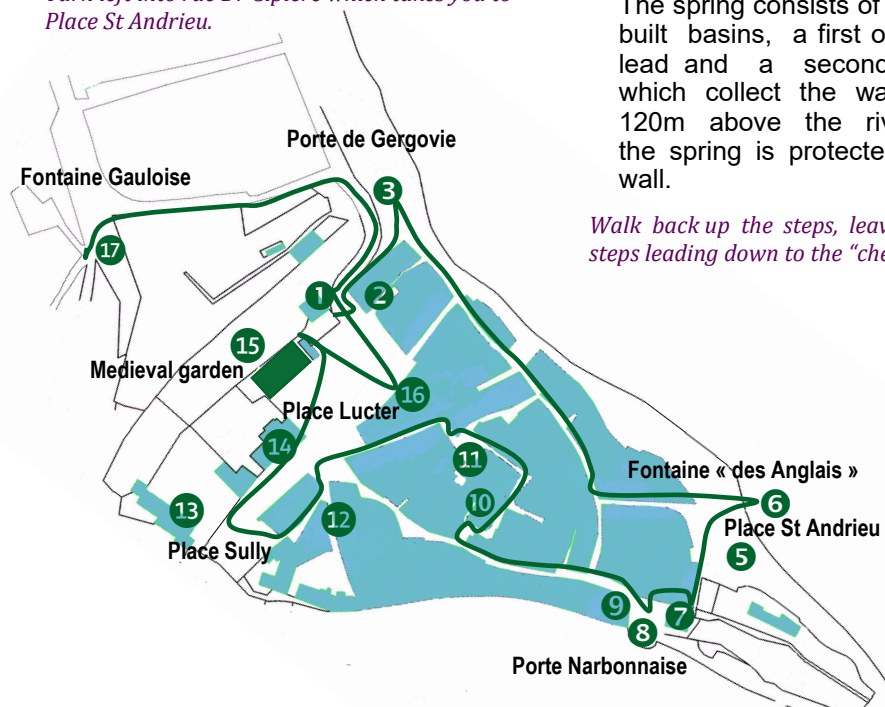 Place St Andrieu.
The spring consists of
built basins, a first o
lead and a second
which collect the wa
120m above the riv
the spring is protecte
wall.
Walk back up the steps, leav
steps leading down to the “che
Porte de Gergovie
Fontaine Gauloise
3
17
1
2
15
Medieval garden
16
Place Lucter
14
11
Fontaine « des Anglais »
10
6
13
12
Place St Andrieu
Place Sully
5
9
7
8
Porte Narbonnaise